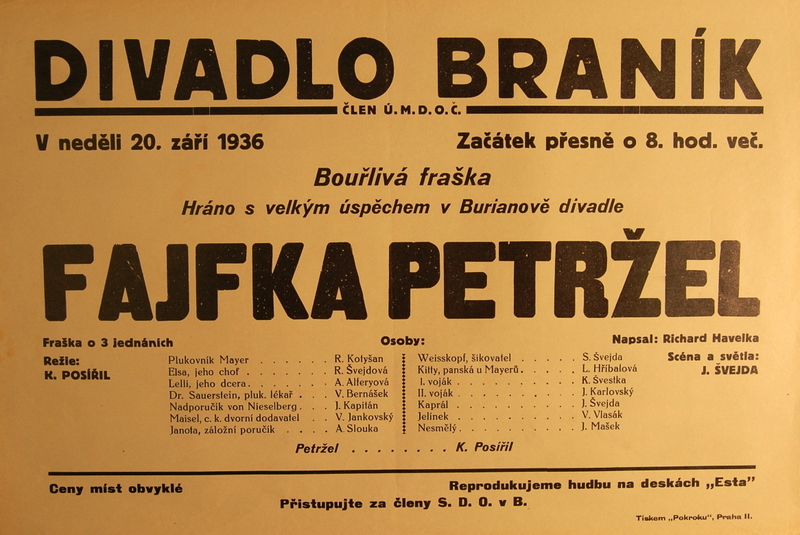 DIVADLO BRANÍK
ČLEN Ú.M.D.O.Č.
V neděli 20. září 1936 Začátek přesně o 8. hod. več.
Bouřlivá fraška
Hráno s velkým úspěchem v Burianově divadle
FAJFKA PETRŽEL
Fraška o 3 jednáních Osoby: Napsal: Richard Havelka
Režie:
K. POSÍŘIL
Plukovník Mayer . . . . . . R. Kotyšan
Elsa, jeho choť . . . . . . R. Švejdová
Lelli, jeho dcera . . . . . . A. Alferyová
Dr. Sauerstein, pluk. lékař . . V. Bernášek
Nadporučík von Nieselberg . . . J. Kapitán
Maisel, c. k. dvorní dodavatel . . V. Jankovský
Janota, záložní poručík . . . . A. Slouka
Weisskopf, šikovatel . . . . . S. Švejda
Kitty, panská u Mayerů . . . . L. Hříbalová
I. voják . . . . . . . K. Švestka
II. voják . . . . . . . J. Karlovský
Kaprál . . . . . . . J. Švejda
Jelínek . . . . . . . V. Vlasák
Nesmělý . . . . . . . J. Mašek
Scéna a světla:
J. ŠVEJDA
Petržel . . . . . . . . K. Posířil
Ceny míst obvyklé Reprodukujeme hudbu na deskách „Esta"
Přistupujte za členy S. D. O. v B.
Tiskem „Pokroku", Praha II.